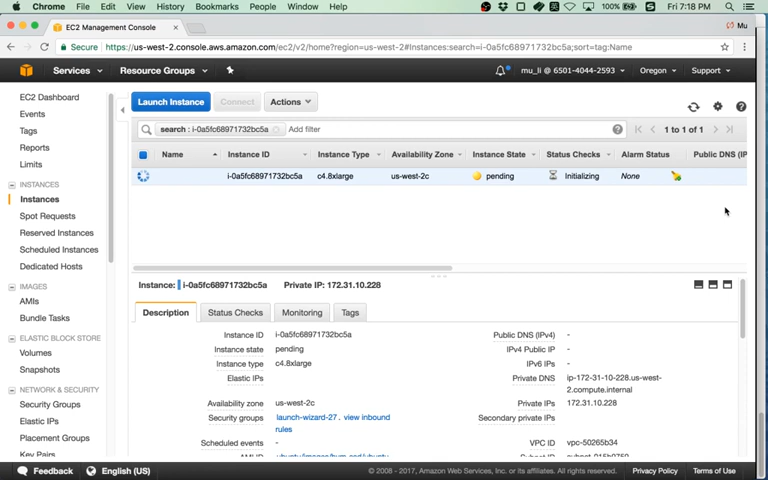 Chrome File Edit View History Bookmarks People Window Help 100% Fri 7:18 PM
EC2 Management Console Mu
Secure https://us-west-2.console.aws.amazon.com/ec2/v2/home?region=us-west-2#Instances:search=i-0a5fc68971732bc5a;sort=tag:Name
Services Resource Groups mu_li @ 6501-4044-2593 Oregon Support
EC2 Dashboard
Events
Tags
Reports
Limits
INSTANCES
Instances
Spot Requests
Reserved Instances
Scheduled Instances
Dedicated Hosts
IMAGES
AMIs
Bundle Tasks
ELASTIC BLOCK STORE
Volumes
Snapshots
NETWORK & SECURITY
Security Groups
Elastic IPs
Placement Groups
Key Pairs
Launch Instance Connect Actions
search : i-0a5fc68971732bc5a Add filter 1 to 1 of 1
Name Instance ID Instance Type Availability Zone Instance State Status Checks Alarm Status Public DNS (IP
i-0a5fc68971732bc5a c4.8xlarge us-west-2c pending Initializing None
Instance: i-0a5fc68971732bc5a Private IP: 172.31.10.228
Description Status Checks Monitoring Tags
Instance ID i-0a5fc68971732bc5a Public DNS (IPv4) -
Instance state pending IPv4 Public IP -
Instance type c4.8xlarge IPv6 IPs -
Elastic IPs Private DNS ip-172-31-10-228.us-west-
2.compute.internal
Availability zone us-west-2c Private IPs 172.31.10.228
Security groups launch-wizard-27 . view inbound Secondary private IPs
rules
Scheduled events - VPC ID vpc-50265b34
Feedback English (US) © 2008 - 2017, Amazon Web Services, Inc. or its affiliates. All rights reserved. Privacy Policy Terms of Use